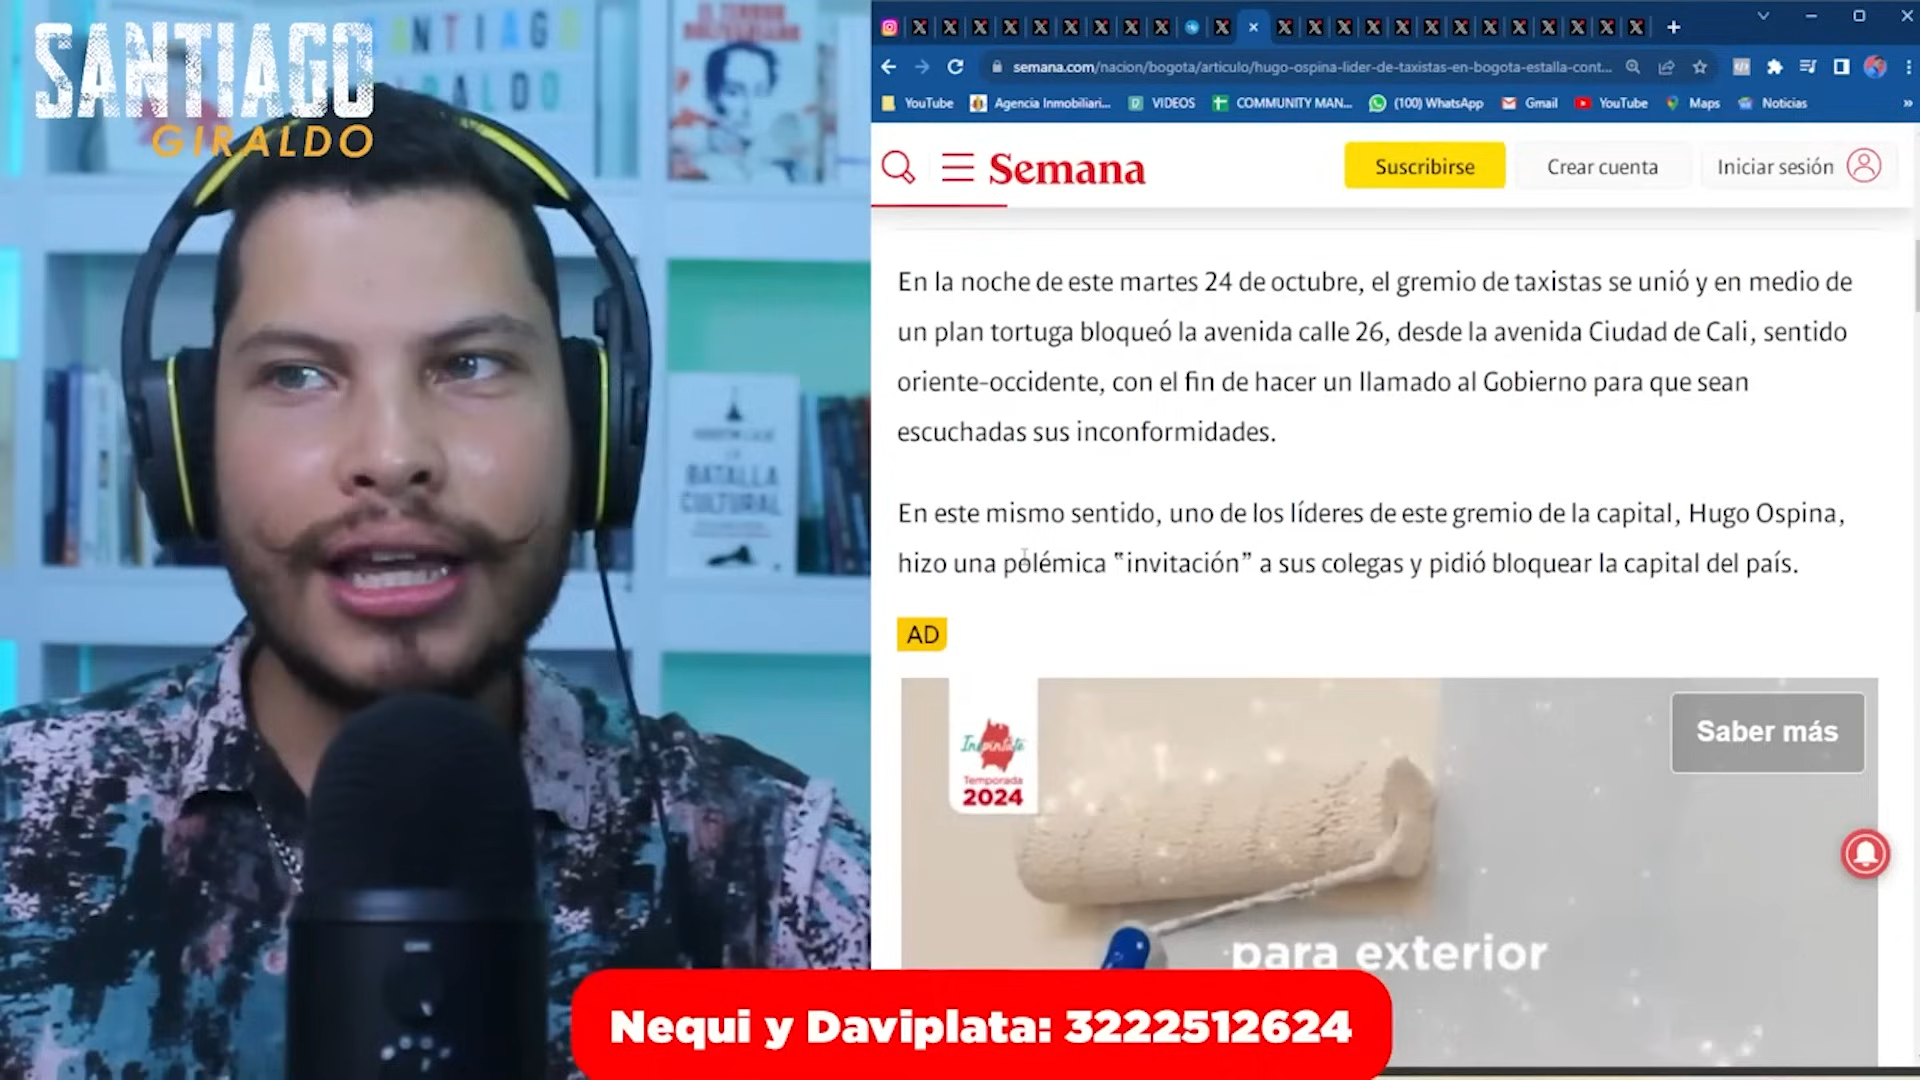 SANTIAGO
GIRALDO
SANTIAGO
BOLIVARIANO
LA
BATALLA
CULTURAL
semana.com/nacion/bogota/articulo/hugo-ospina-lider-de-taxistas-en-bogota-estalla-cont...
YouTube Agencia Inmobiliari... VIDEOS COMMUNITY MAN... (100) WhatsApp Gmail YouTube Maps Noticias »
Semana Suscribirse Crear cuenta Iniciar sesión
En la noche de este martes 24 de octubre, el gremio de taxistas se unió y en medio de
un plan tortuga bloqueó la avenida calle 26, desde la avenida Ciudad de Cali, sentido
oriente-occidente, con el fin de hacer un llamado al Gobierno para que sean
escuchadas sus inconformidades.
En este mismo sentido, uno de los líderes de este gremio de la capital, Hugo Ospina,
hizo una polémica “invitación” a sus colegas y pidió bloquear la capital del país.
AD
Saber más
Inspíntate
Temporada
2024
para exterior
Nequi y Daviplata: 3222512624